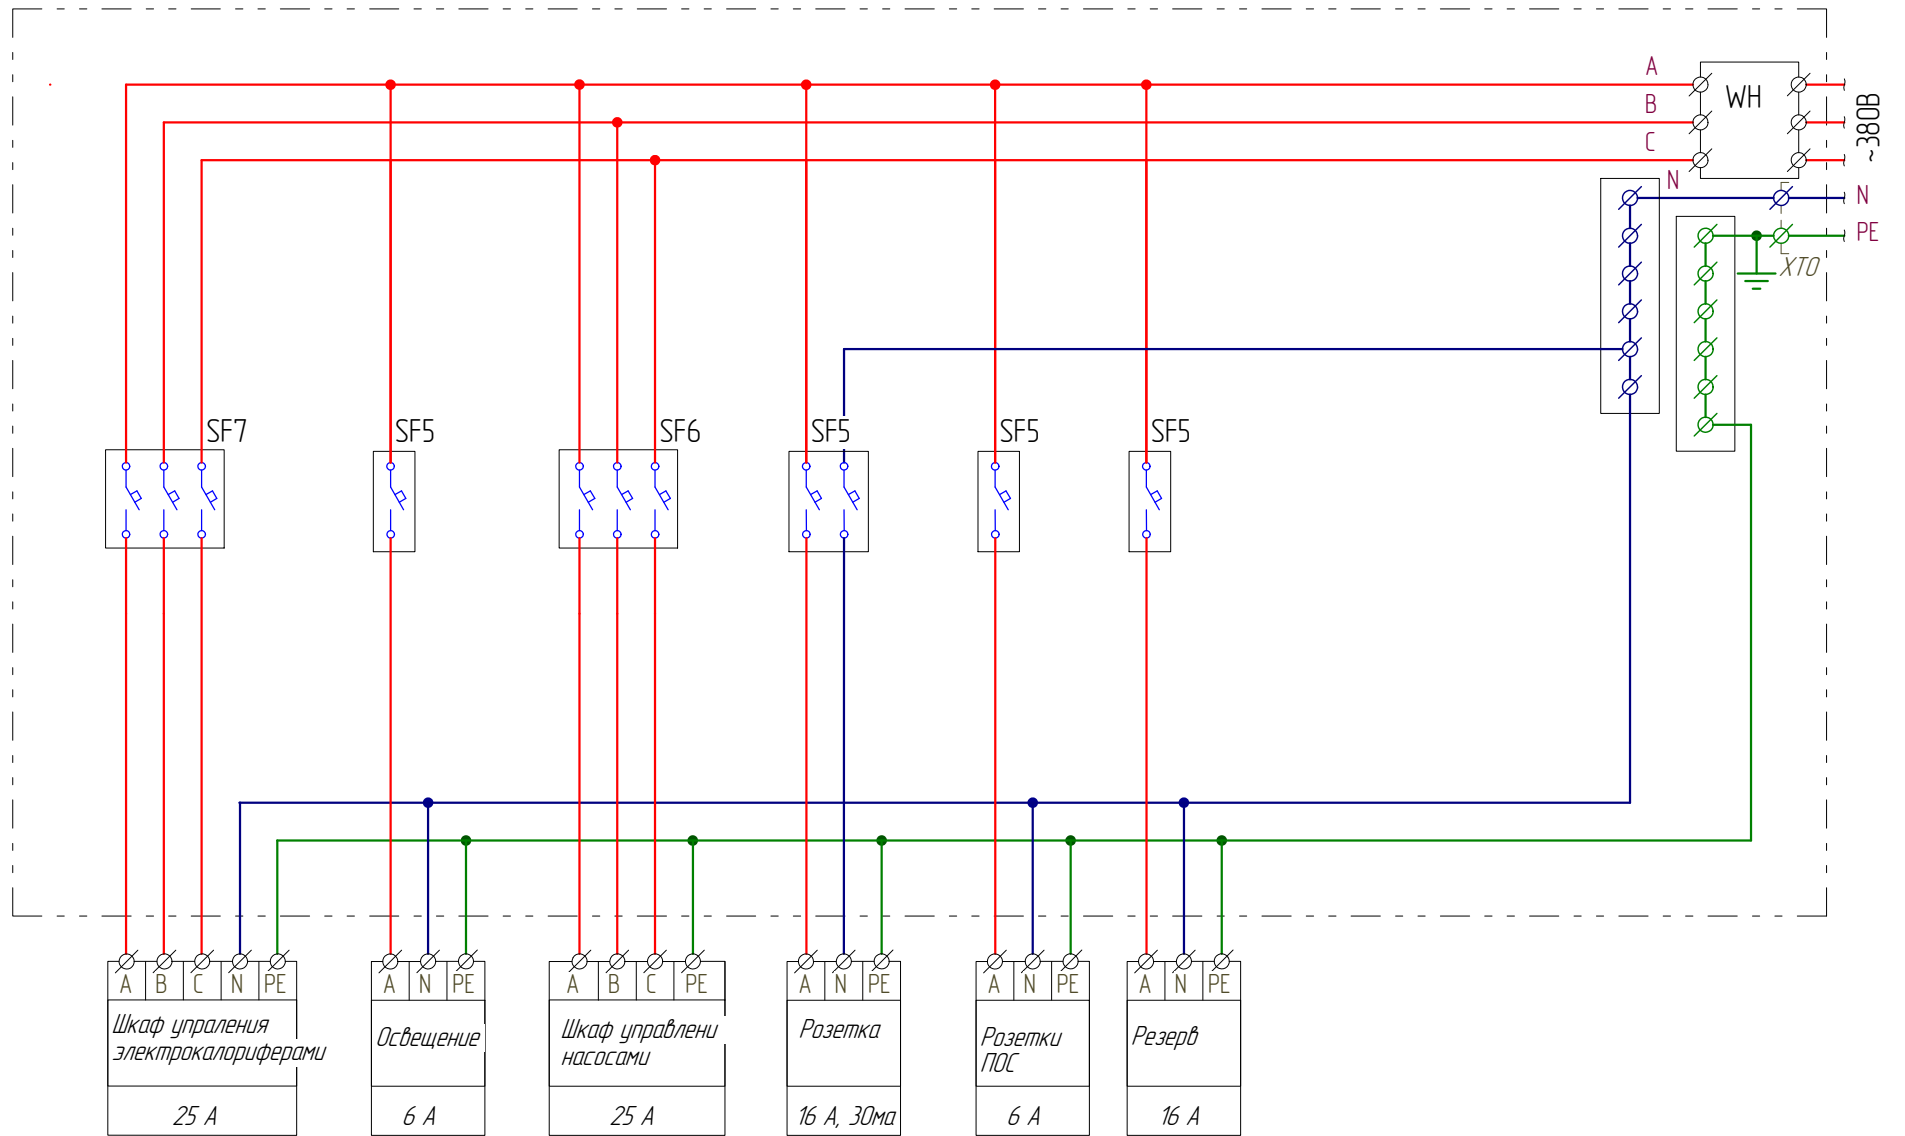 A
B
C
WH
~380В
N
N
PE
XT0
SF7
SF5
SF6
SF5
SF5
SF5
A B C N PE
A N PE
A B C PE
A N PE
A N PE
A N PE
Шкаф упраления
электрокалориферами
Освещение
Шкаф управлени
насосами
Розетка
Розетки
ПОС
Резерв
25 А
6 А
25 А
16 А, 30ма
6 А
16 А